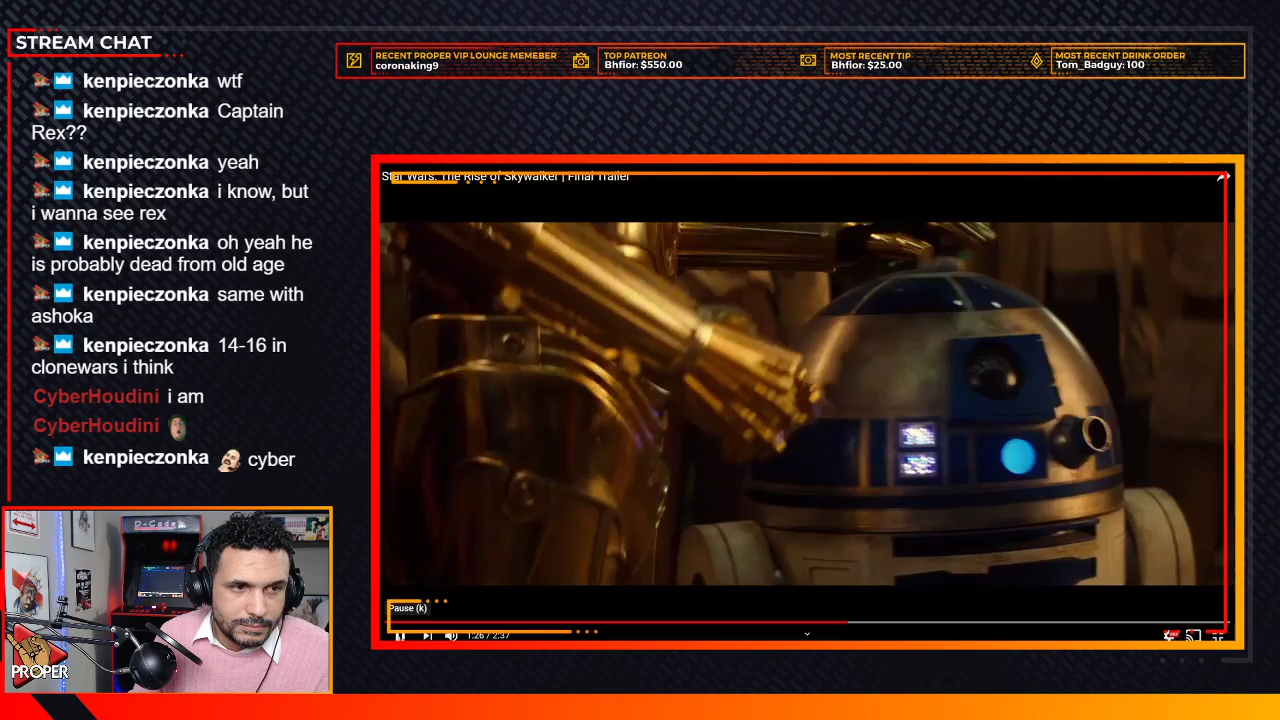 STREAM CHAT
kenpieczonka wtf
kenpieczonka Captain
Rex??
kenpieczonka yeah
kenpieczonka i know, but
i wanna see rex
kenpieczonka oh yeah he
is probably dead from old age
kenpieczonka same with
ashoka
kenpieczonka 14-16 in
clonewars i think
CyberHoudini i am
CyberHoudini
kenpieczonka cyber
RECENT PROPER VIP LOUNGE MEMEBER
coronaking9
TOP PATREON
Bhfior: $550.00
MOST RECENT TIP
Bhfior: $25.00
MOST RECENT DRINK ORDER
Tom_Badguy: 100
Star Wars: The Rise of Skywalker | Final Trailer
Pause (k)
1:26 / 2:37
D-Cade
PROPER